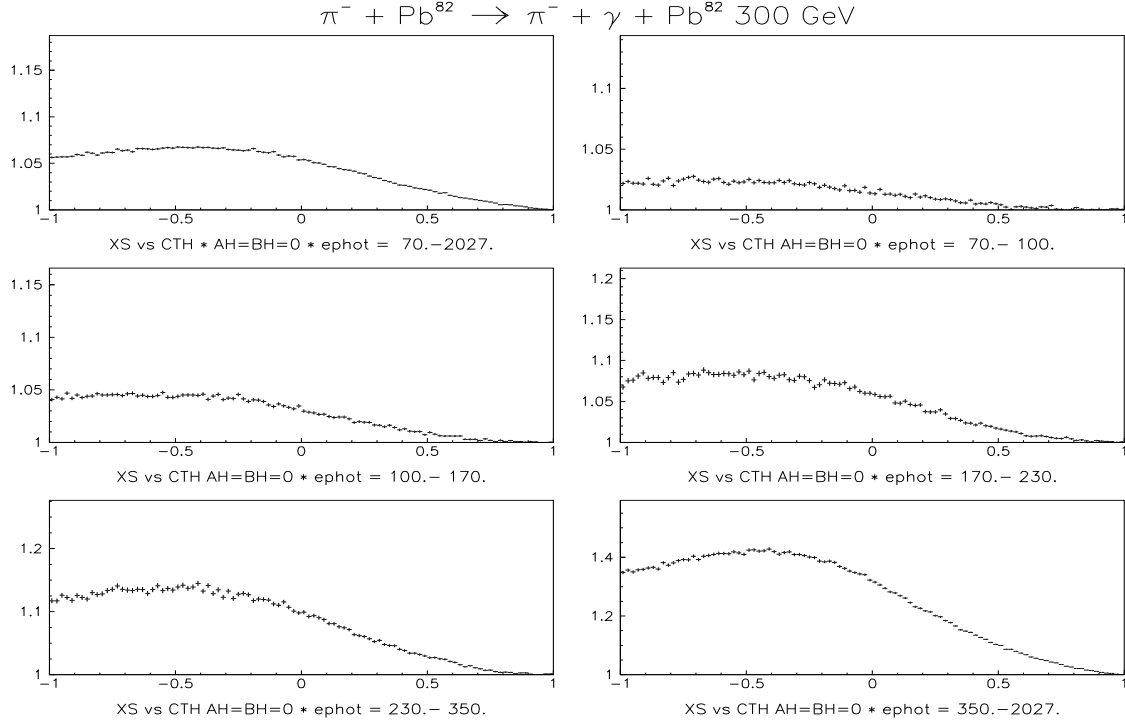 π⁻ + Pb⁸² → π⁻ + γ + Pb⁸² 300 GeV
1.15
1.1
1.05
1
−1 −0.5 0 0.5 1
XS vs CTH * AH=BH=0 * ephot = 70.−2027.
1.1
1.05
1
−1 −0.5 0 0.5 1
XS vs CTH AH=BH=0 * ephot = 70.− 100.
1.15
1.1
1.05
1
−1 −0.5 0 0.5 1
XS vs CTH AH=BH=0 * ephot = 100.− 170.
1.2
1.15
1.1
1.05
1
−1 −0.5 0 0.5 1
XS vs CTH AH=BH=0 * ephot = 170.− 230.
1.2
1.1
1
−1 −0.5 0 0.5 1
XS vs CTH AH=BH=0 * ephot = 230.− 350.
1.4
1.2
1
−1 −0.5 0 0.5 1
XS vs CTH AH=BH=0 * ephot = 350.−2027.